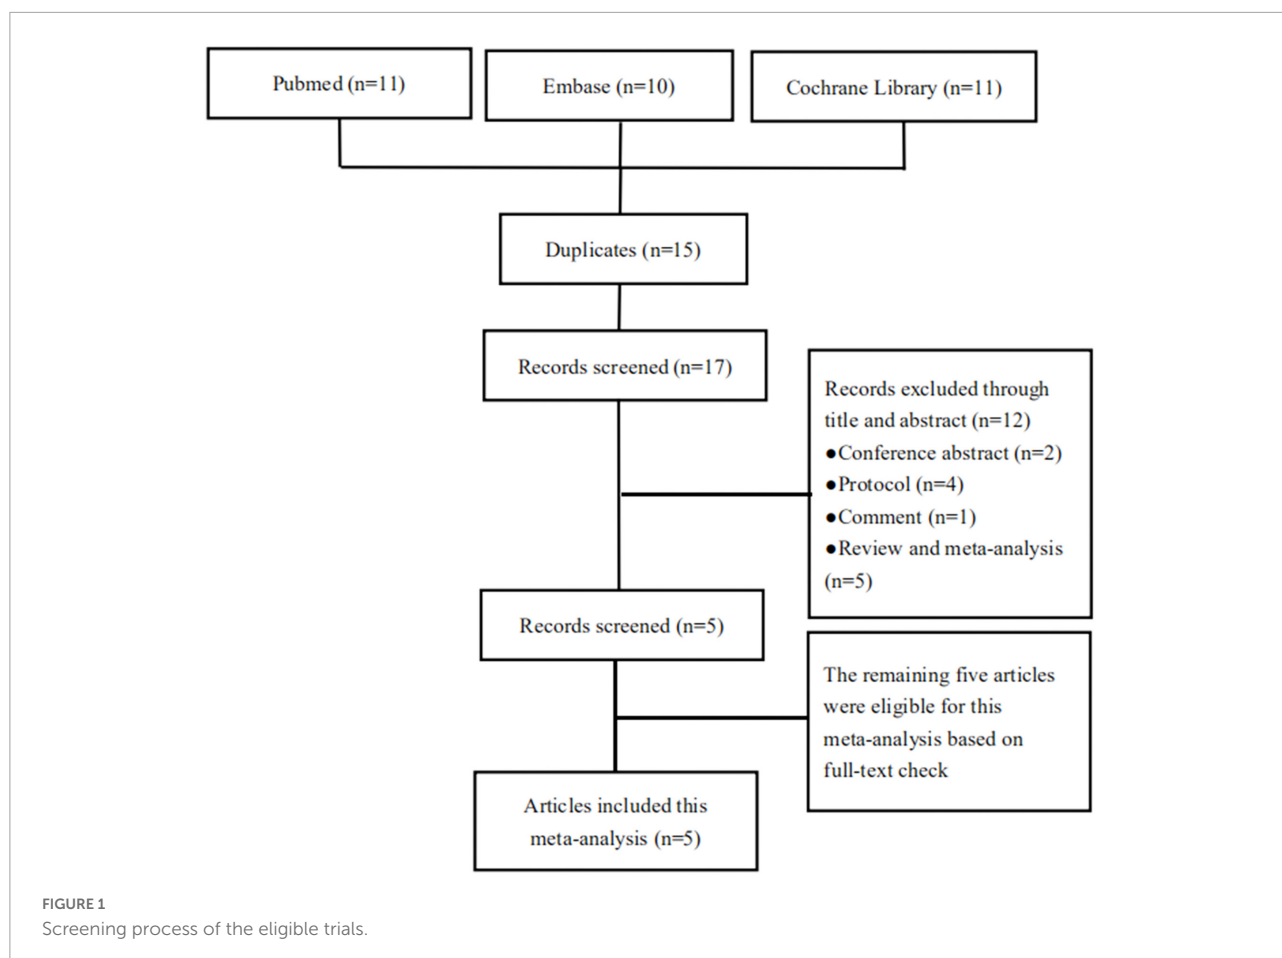 Pubmed (n=11)
Embase (n=10)
Cochrane Library (n=11)
Duplicates (n=15)
Records screened (n=17)
Records excluded through
title and abstract (n=12)
●Conference abstract (n=2)
●Protocol (n=4)
●Comment (n=1)
●Review and meta-analysis
(n=5)
Records screened (n=5)
The remaining five articles
were eligible for this
meta-analysis based on
full-text check
Articles included this
meta-analysis (n=5)
FIGURE 1
Screening process of the eligible trials.